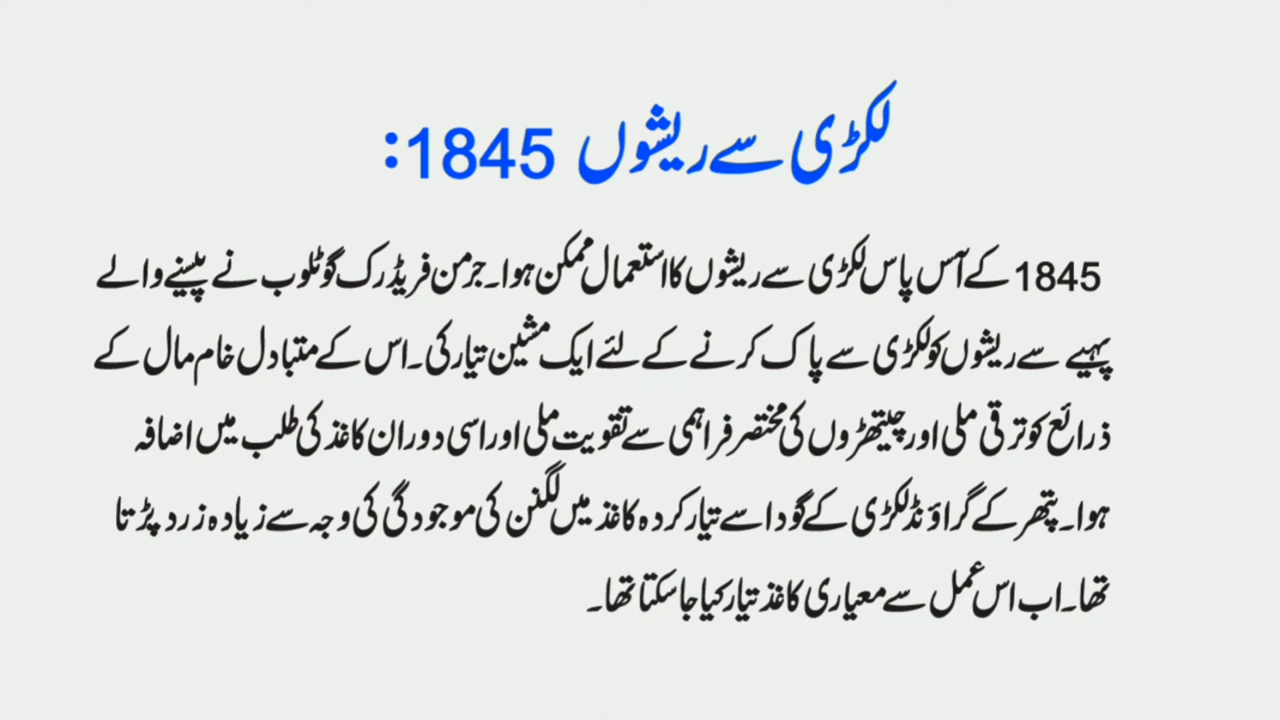 لکڑی سے ریشوں 1845:
1845 کے آس پاس لکڑی سے ریشوں کا استعمال ممکن ہوا۔ جرمن فریڈرک گوٹلوب نے پیسنے والے
پہیے سے ریشوں کو لکڑی سے پاک کرنے کے لئے ایک مشین تیار کی۔ اس کے متبادل خام مال کے
ذرائع کو ترقی ملی اور چیتھڑوں کی مختصر فراہمی سے تقویت ملی اور اسی دوران کاغذ کی طلب میں اضافہ
ہوا۔ پتھر کے گراؤنڈ لکڑی کے گودا سے تیار کردہ کاغذ میں لگنن کی موجودگی کی وجہ سے زیادہ زرد پڑتا
تھا۔ اب اس عمل سے معیاری کاغذ تیار کیا جا سکتا تھا۔